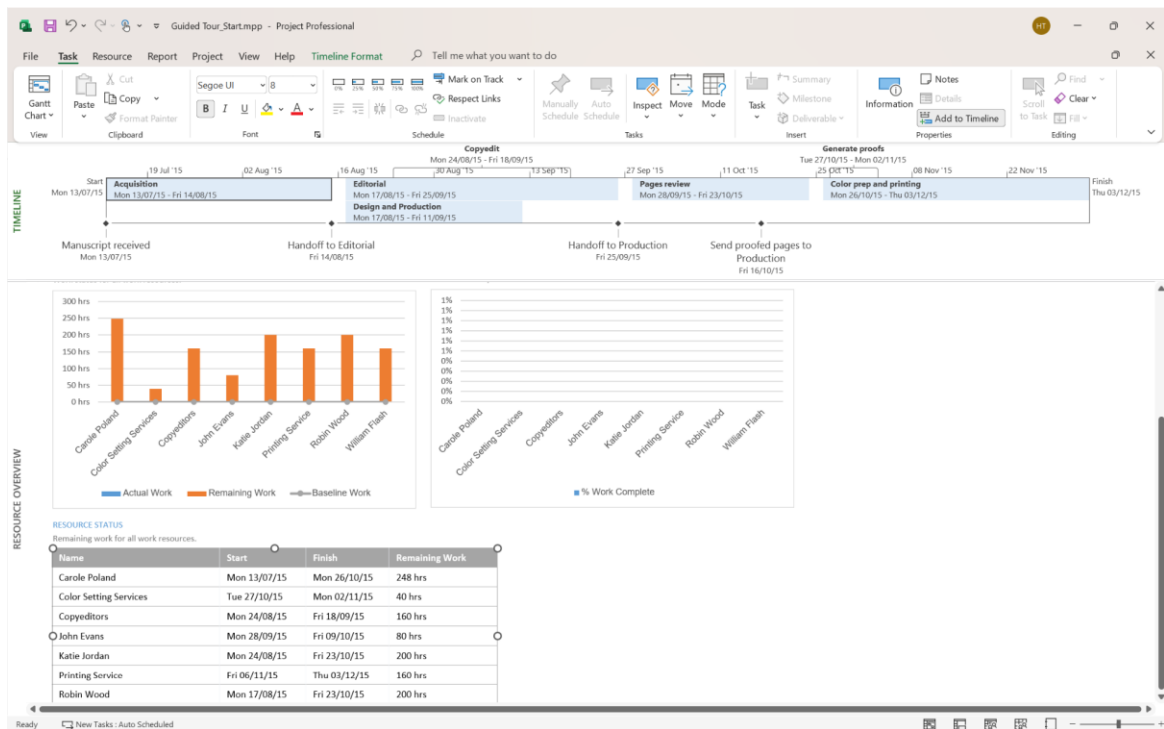 Guided Tour_Start.mpp - Project Professional
HT
File Task Resource Report Project View Help Timeline Format Tell me what you want to do
Gantt Chart
View
Paste
Cut
Copy
Format Painter
Clipboard
Segoe UI 8
B I U A
Font
0% 25% 50% 75% 100%
Mark on Track
Respect Links
Inactivate
Schedule
Manually Schedule
Auto Schedule
Inspect
Move
Mode
Tasks
Task
Summary
Milestone
Deliverable
Insert
Information
Notes
Details
Add to Timeline
Properties
Scroll to Task
Find
Clear
Fill
Editing
TIMELINE
Copyedit
Mon 24/08/15 - Fri 18/09/15
Generate proofs
Tue 27/10/15 - Mon 02/11/15
19 Jul '15 02 Aug '15 16 Aug '15 30 Aug '15 13 Sep '15 27 Sep '15 11 Oct '15 25 Oct '15 08 Nov '15 22 Nov '15
Start
Mon 13/07/15
Acquisition
Mon 13/07/15 - Fri 14/08/15
Editorial
Mon 17/08/15 - Fri 25/09/15
Pages review
Mon 28/09/15 - Fri 23/10/15
Color prep and printing
Mon 26/10/15 - Thu 03/12/15
Finish
Thu 03/12/15
Design and Production
Mon 17/08/15 - Fri 11/09/15
Manuscript received
Mon 13/07/15
Handoff to Editorial
Fri 14/08/15
Handoff to Production
Fri 25/09/15
Send proofed pages to
Production
Fri 16/10/15
RESOURCE OVERVIEW
300 hrs
250 hrs
200 hrs
150 hrs
100 hrs
50 hrs
0 hrs
Carole Poland
Color Setting Services
Copyeditors
John Evans
Katie Jordan
Printing Service
Robin Wood
William Flash
Actual Work Remaining Work Baseline Work
1%
1%
1%
1%
1%
1%
0%
0%
0%
0%
0%
Carole Poland
Color Setting Services
Copyeditors
John Evans
Katie Jordan
Printing Service
Robin Wood
William Flash
% Work Complete
RESOURCE STATUS
Remaining work for all work resources.
Name Start Finish Remaining Work
Carole Poland Mon 13/07/15 Mon 26/10/15 248 hrs
Color Setting Services Tue 27/10/15 Mon 02/11/15 40 hrs
Copyeditors Mon 24/08/15 Fri 18/09/15 160 hrs
John Evans Mon 28/09/15 Fri 09/10/15 80 hrs
Katie Jordan Mon 24/08/15 Fri 23/10/15 200 hrs
Printing Service Fri 06/11/15 Thu 03/12/15 160 hrs
Robin Wood Mon 17/08/15 Fri 23/10/15 200 hrs
Ready New Tasks : Auto Scheduled